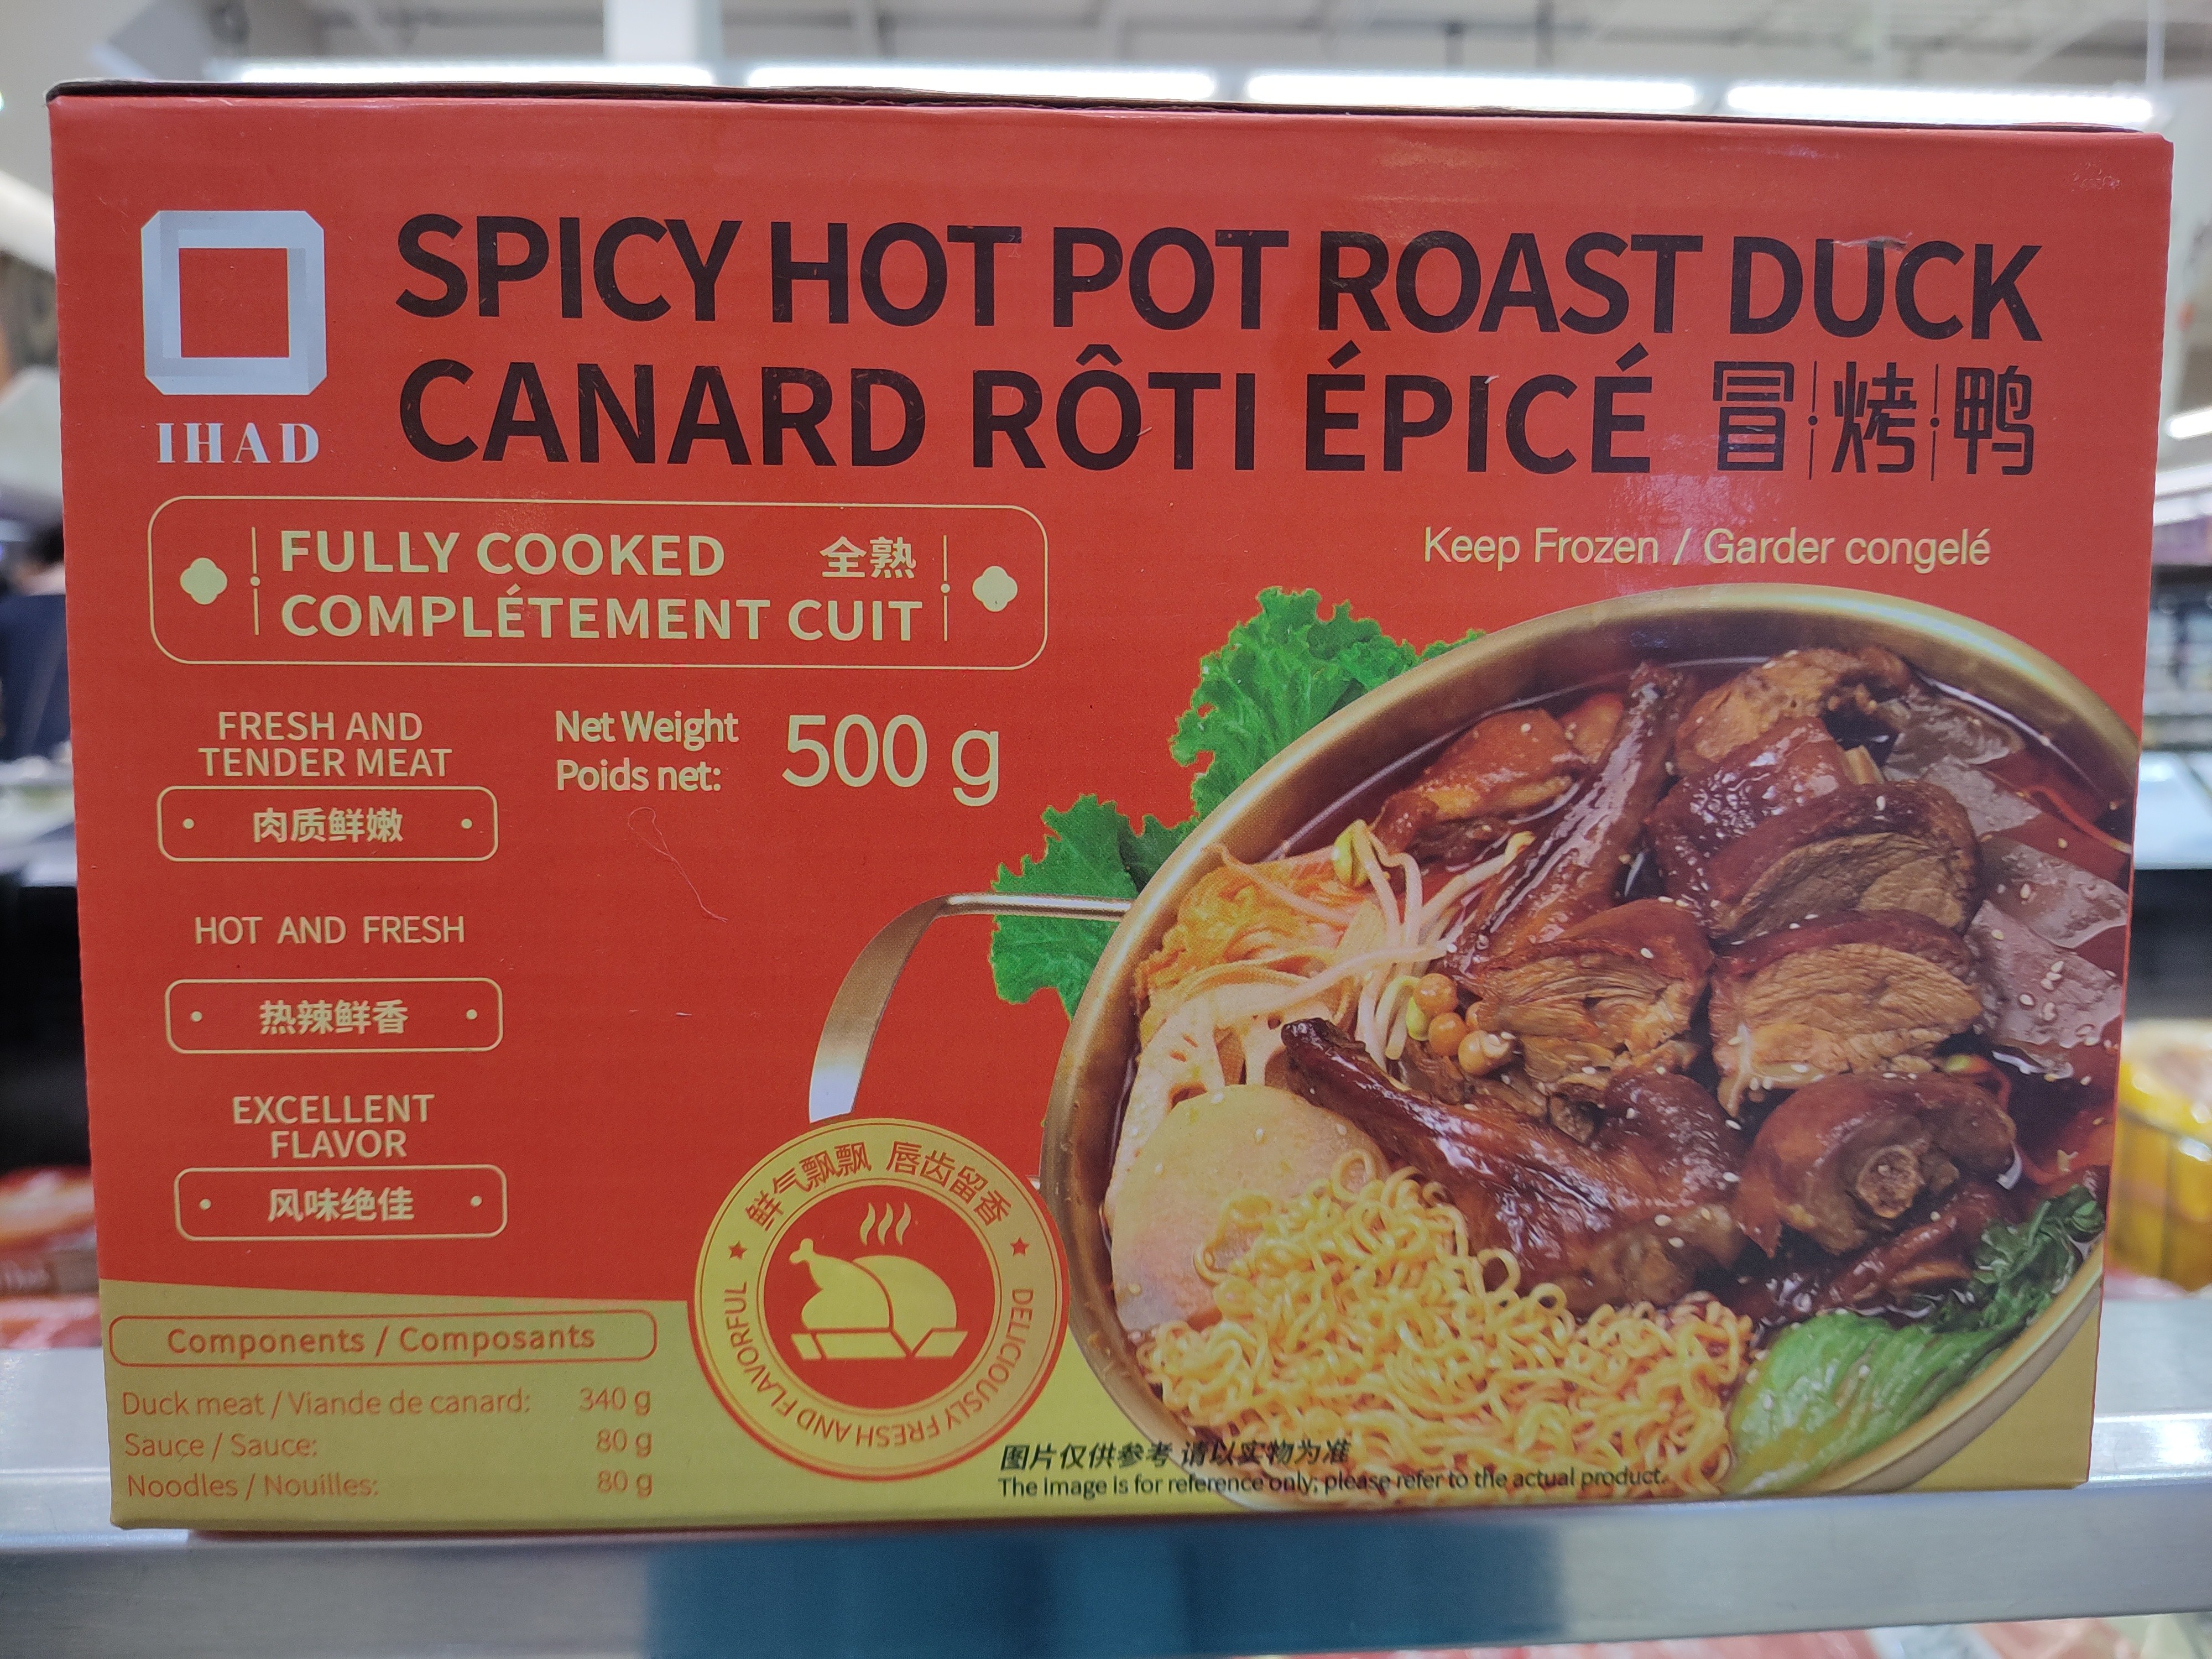 SPICY HOT POT ROAST DUCK
CANARD RÔTI ÉPICÉ 冒烤鸭
IHAD
FULLY COOKED 全熟
COMPLÉTEMENT CUIT
Keep Frozen / Garder congelé
FRESH AND
TENDER MEAT
肉质鲜嫩
Net Weight
Poids net: 500 g
HOT AND FRESH
热辣鲜香
EXCELLENT
FLAVOR
风味绝佳
鲜气飘飘 唇齿留香
DELICIOUSLY FRESH AND FLAVORFUL
Components / Composants
Duck meat / Viande de canard: 340 g
Sauce / Sauce: 80 g
Noodles / Nouilles: 80 g
图片仅供参考 请以实物为准
The image is for reference only; please refer to the actual product.